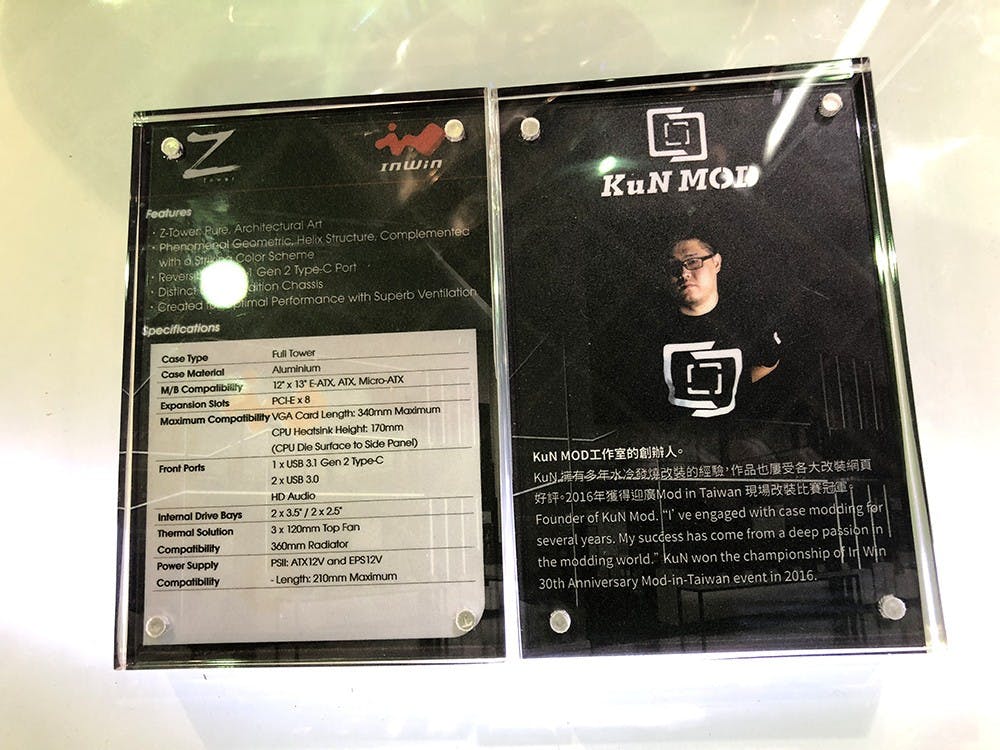 Z
Tower
InWin
Features
· Z-Tower: Pure, Architectural Art
· Phenomenal Geometric, Helix Structure, Complemented
with a Striking Color Scheme
· 1 Gen 2 Type-C Port
· Distinct Chassis
· Created Optimal Performance with Superb Ventilation
Specifications
Case Type Full Tower
Case Material Aluminium
M/B Compatibility 12" x 13" E-ATX, ATX, Micro-ATX
Expansion Slots PCI-E x 8
Maximum Compatibility VGA Card Length: 340mm Maximum
CPU Heatsink Height: 170mm
(CPU Die Surface to Side Panel)
Front Ports 1 x USB 3.1 Gen 2 Type-C
2 x USB 3.0
HD Audio
Internal Drive Bays 2 x 3.5" / 2 x 2.5"
Thermal Solution 3 x 120mm Top Fan
Compatibility 360mm Radiator
Power Supply PSII: ATX12V and EPS12V
Compatibility - Length: 210mm Maximum
KuN MOD
KuN MOD工作室的創辦人。
KuN 擁有多年水冷發燒改裝的經驗，作品也屢受各大改裝網頁
好評。2016年獲得迎廣Mod in Taiwan 現場改裝比賽冠軍。
Founder of KuN Mod. “I’ve engaged with case modding for
several years. My success has come from a deep passion in
the modding world.” KuN won the championship of In Win
30th Anniversary Mod-in-Taiwan event in 2016.